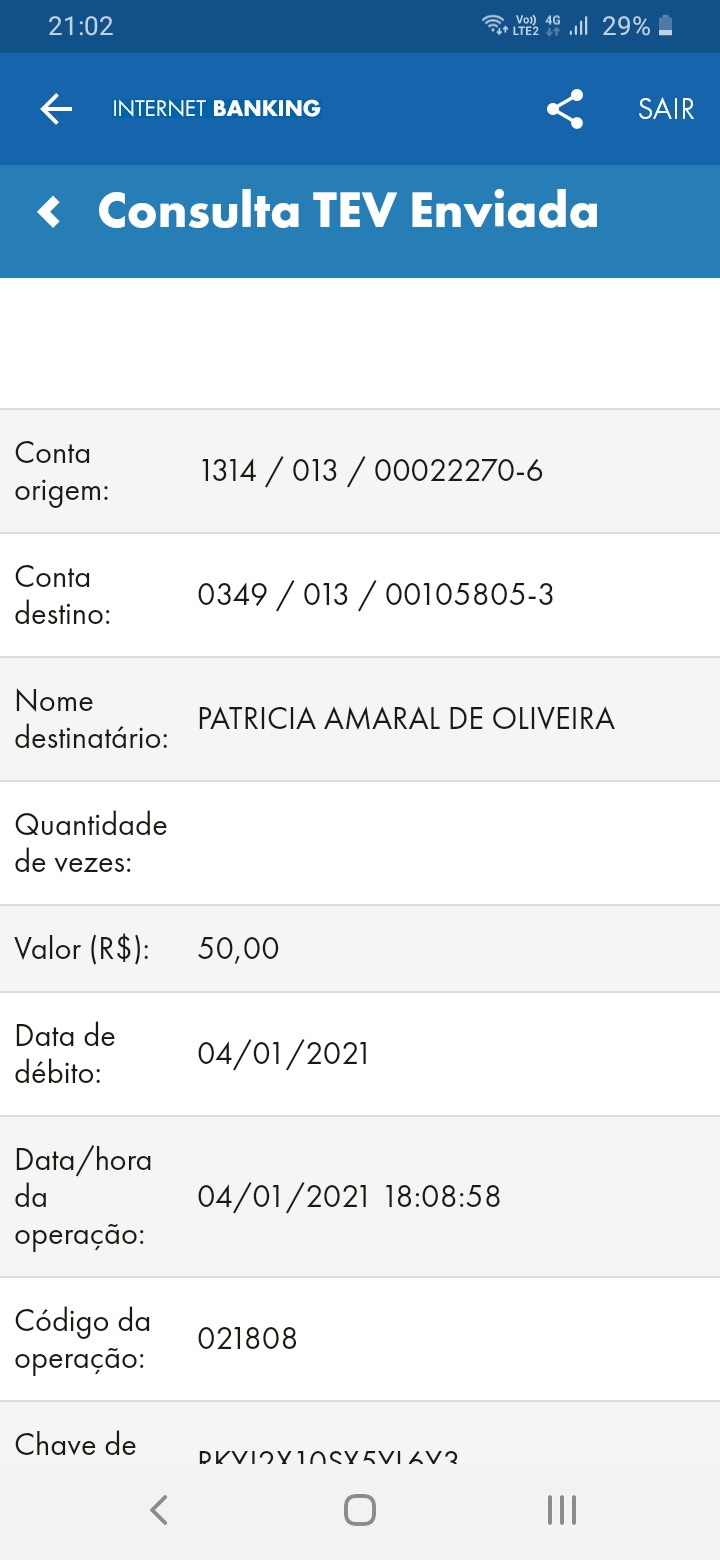 21:02 Vo)) LTE2 4G 29%
INTERNET BANKING SAIR
Consulta TEV Enviada
Conta
origem: 1314 / 013 / 00022270-6
Conta
destino: 0349 / 013 / 00105805-3
Nome
destinatário: PATRICIA AMARAL DE OLIVEIRA
Quantidade
de vezes:
Valor (R$): 50,00
Data de
débito: 04/01/2021
Data/hora
da
operação: 04/01/2021 18:08:58
Código da
operação: 021808
Chave de